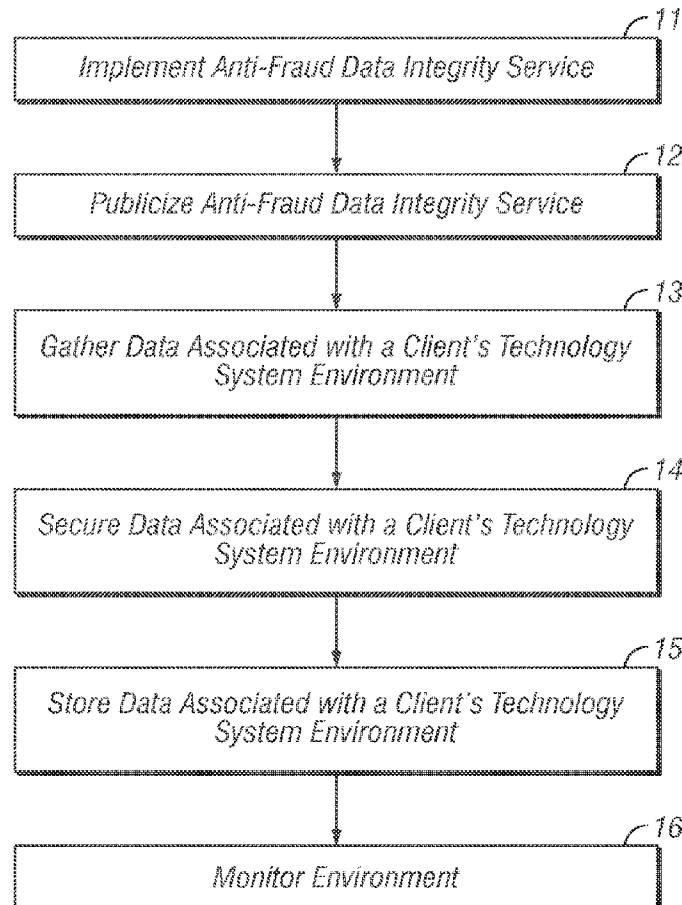 11
Implement Anti-Fraud Data Integrity Service
12
Publicize Anti-Fraud Data Integrity Service
13
Gather Data Associated with a Client's Technology
System Environment
14
Secure Data Associated with a Client's Technology
System Environment
15
Store Data Associated with a Client's Technology
System Environment
16
Monitor Environment